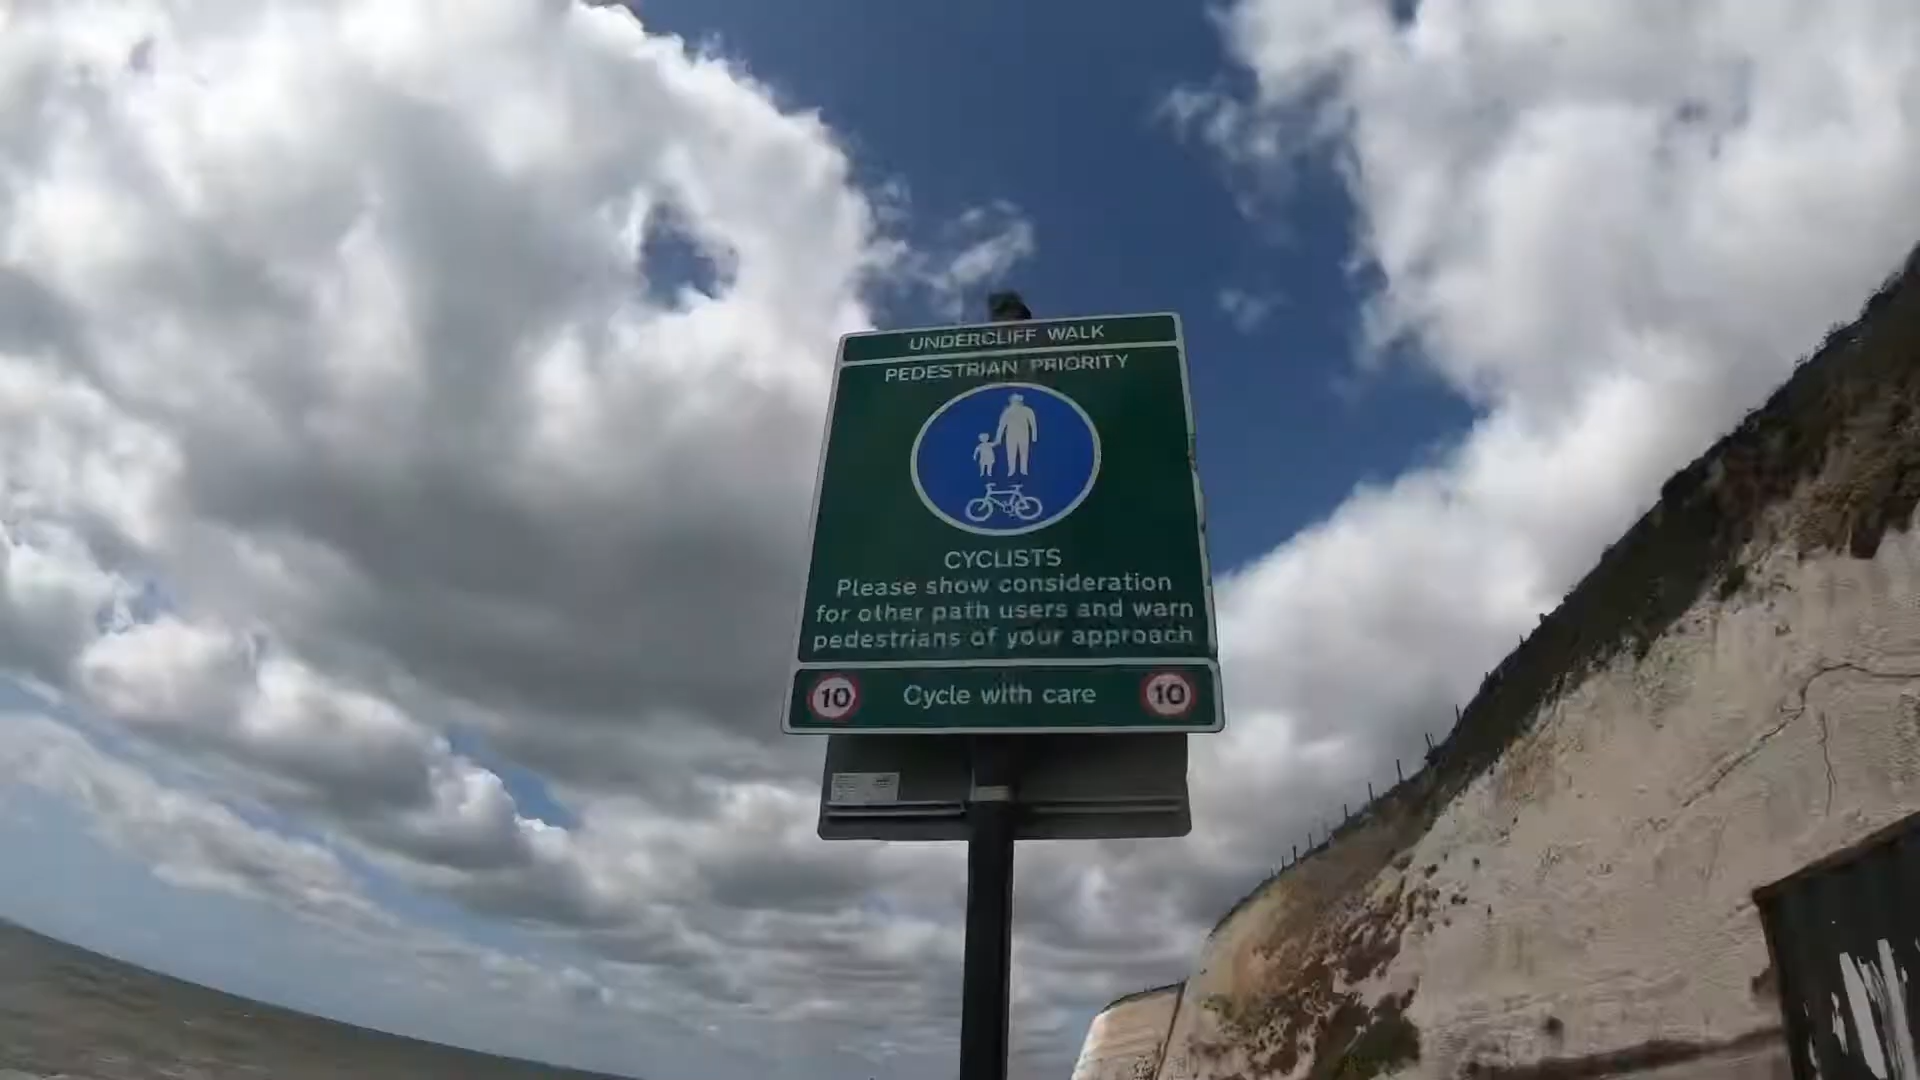 UNDERCLIFF WALK
PEDESTRIAN PRIORITY
CYCLISTS
Please show consideration
for other path users and warn
pedestrians of your approach
10 Cycle with care 10